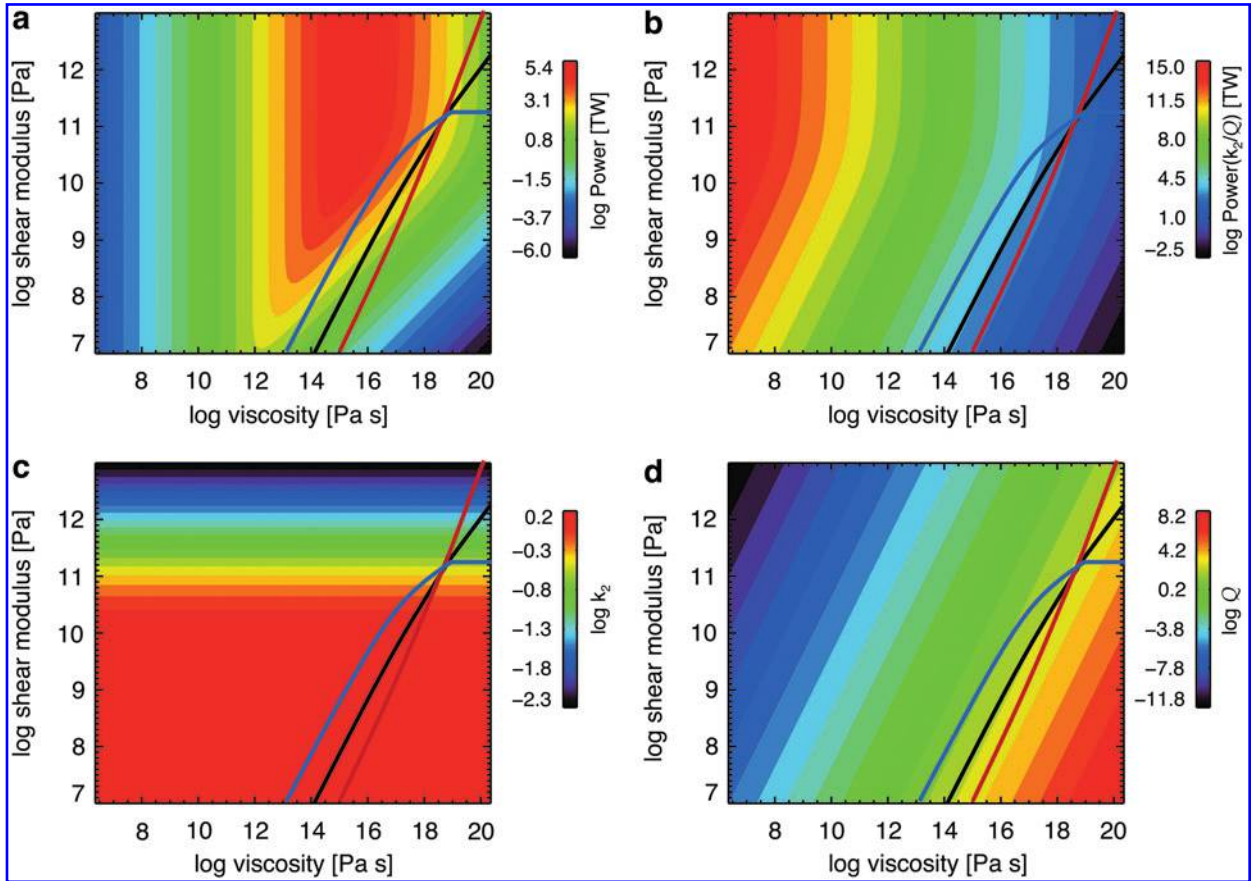 a
log shear modulus [Pa]
12
11
10
9
8
7
8 10 12 14 16 18 20
log viscosity [Pa s]
5.4
3.1
0.8
−1.5
−3.7
−6.0
log Power [TW]
b
log shear modulus [Pa]
12
11
10
9
8
7
8 10 12 14 16 18 20
log viscosity [Pa s]
15.0
11.5
8.0
4.5
1.0
−2.5
log Power(k₂/Q) [TW]
c
log shear modulus [Pa]
12
11
10
9
8
7
8 10 12 14 16 18 20
log viscosity [Pa s]
0.2
−0.3
−0.8
−1.3
−1.8
−2.3
log k₂
d
log shear modulus [Pa]
12
11
10
9
8
7
8 10 12 14 16 18 20
log viscosity [Pa s]
8.2
4.2
0.2
−3.8
−7.8
−11.8
log Q